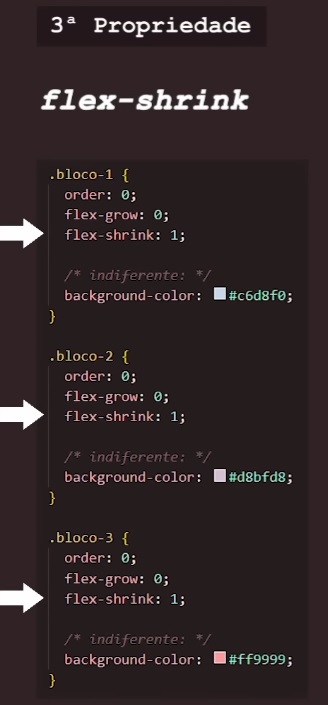 3ª Propriedade
flex-shrink
.bloco-1 {
order: 0;
flex-grow: 0;
flex-shrink: 1;
/* indiferente: */
background-color: #c6d8f0;
}
.bloco-2 {
order: 0;
flex-grow: 0;
flex-shrink: 1;
/* indiferente: */
background-color: #d8bfd8;
}
.bloco-3 {
order: 0;
flex-grow: 0;
flex-shrink: 1;
/* indiferente: */
background-color: #ff9999;
}